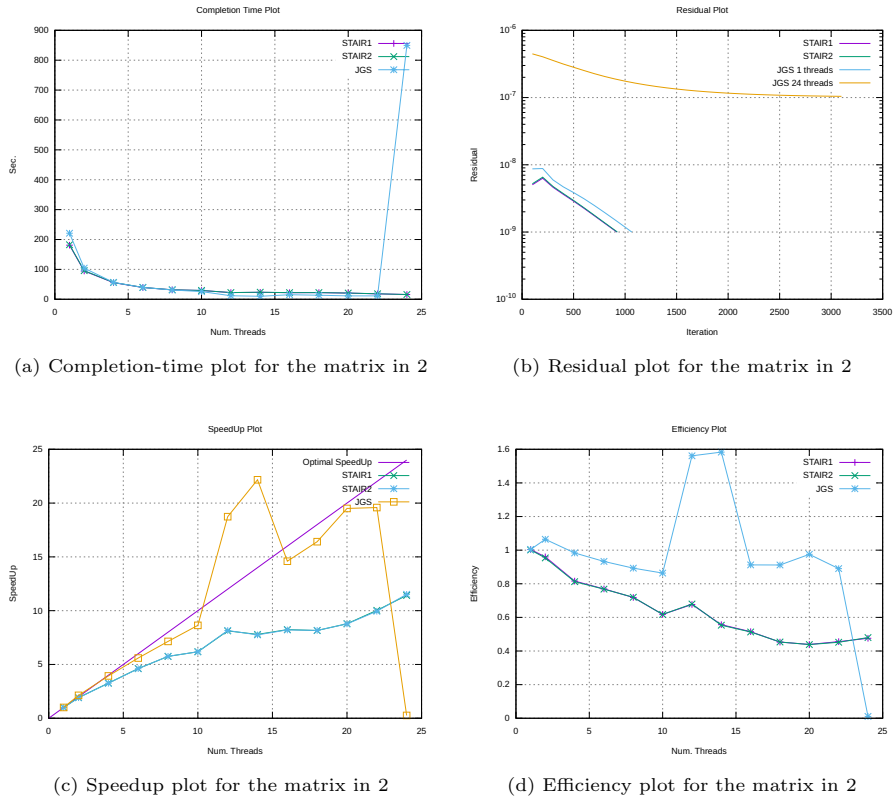 Completion Time Plot
900
800
700
600
500
400
300
200
100
0
Sec.
0 5 10 15 20 25
Num. Threads
STAIR1
STAIR2
JGS
(a) Completion-time plot for the matrix in 2
Residual Plot
10^-6
10^-7
10^-8
10^-9
10^-10
Residual
0 500 1000 1500 2000 2500 3000 3500
Iteration
STAIR1
STAIR2
JGS 1 threads
JGS 24 threads
(b) Residual plot for the matrix in 2
SpeedUp Plot
25
20
15
10
5
0
SpeedUp
0 5 10 15 20 25
Num. Threads
Optimal SpeedUp
STAIR1
STAIR2
JGS
(c) Speedup plot for the matrix in 2
Efficiency Plot
1.6
1.4
1.2
1
0.8
0.6
0.4
0.2
0
Efficiency
0 5 10 15 20 25
Num. Threads
STAIR1
STAIR2
JGS
(d) Efficiency plot for the matrix in 2